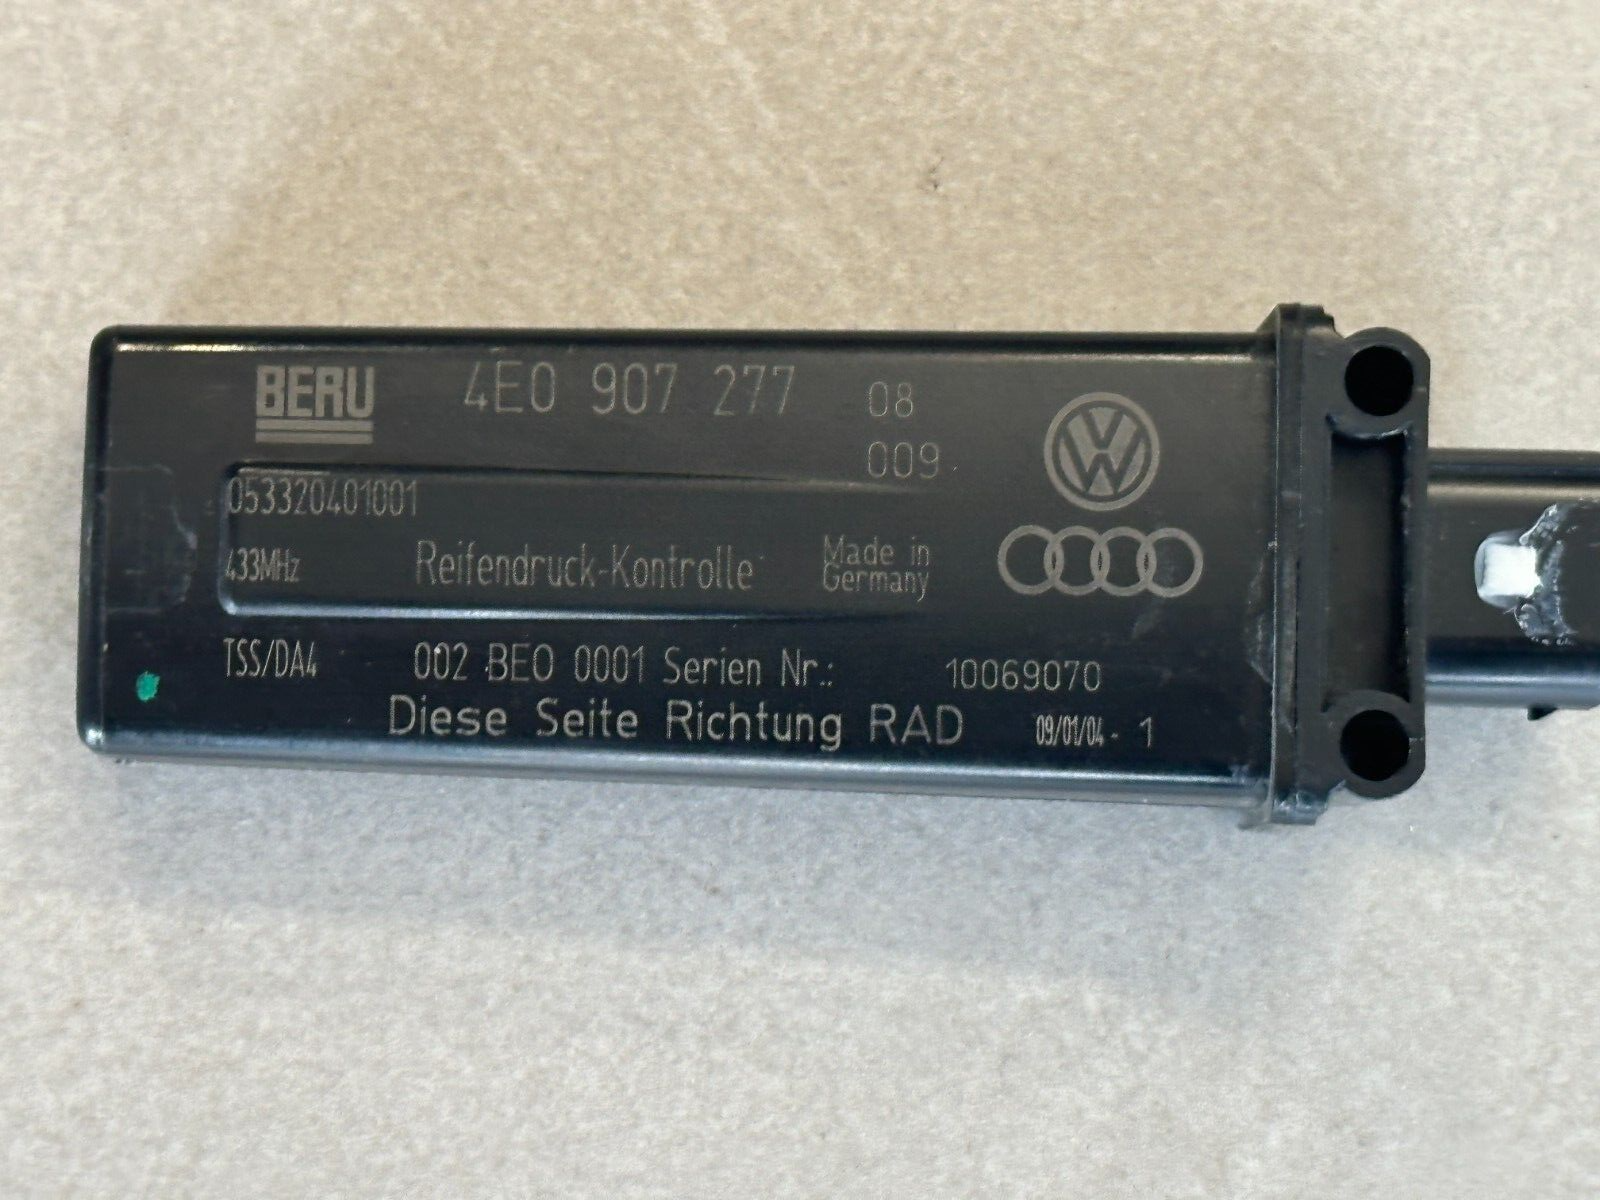 BERU 4E0 907 277 08
009
053320401001
433MHz Reifendruck-Kontrolle Made in
Germany
TSS/DA4 002 BE0 0001 Serien Nr.: 10069070
Diese Seite Richtung RAD 09/01/04 - 1